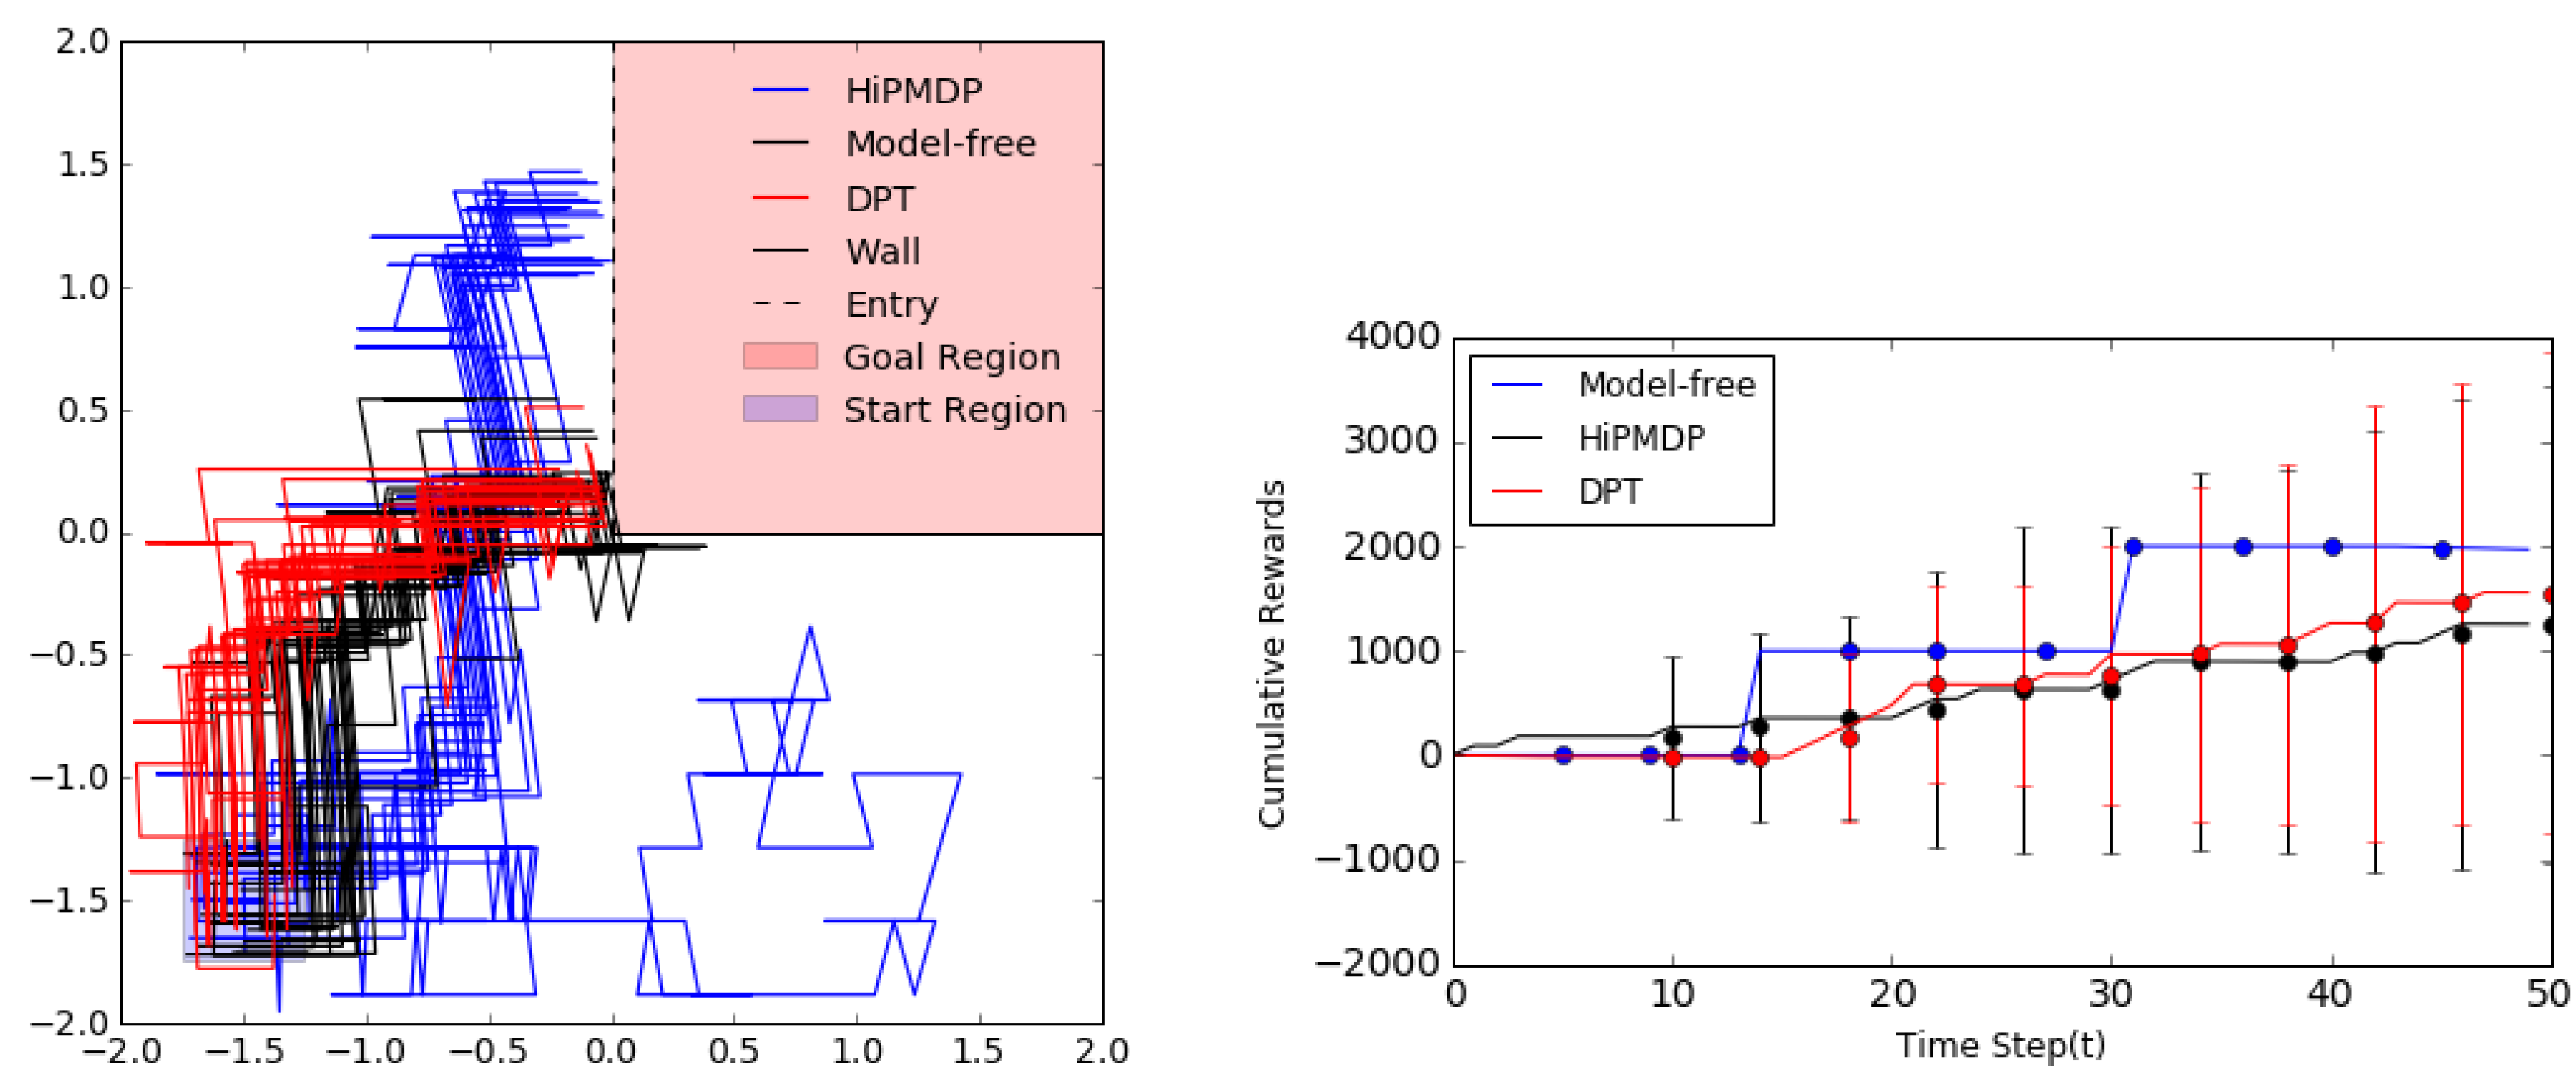 2.0
1.5
1.0
0.5
0.0
−0.5
−1.0
−1.5
−2.0
−2.0 −1.5 −1.0 −0.5 0.0 0.5 1.0 1.5 2.0
HiPMDP
Model-free
DPT
Wall
Entry
Goal Region
Start Region
4000
3000
2000
1000
0
−1000
−2000
Cumulative Rewards
Model-free
HiPMDP
DPT
0 10 20 30 40 50
Time Step(t)